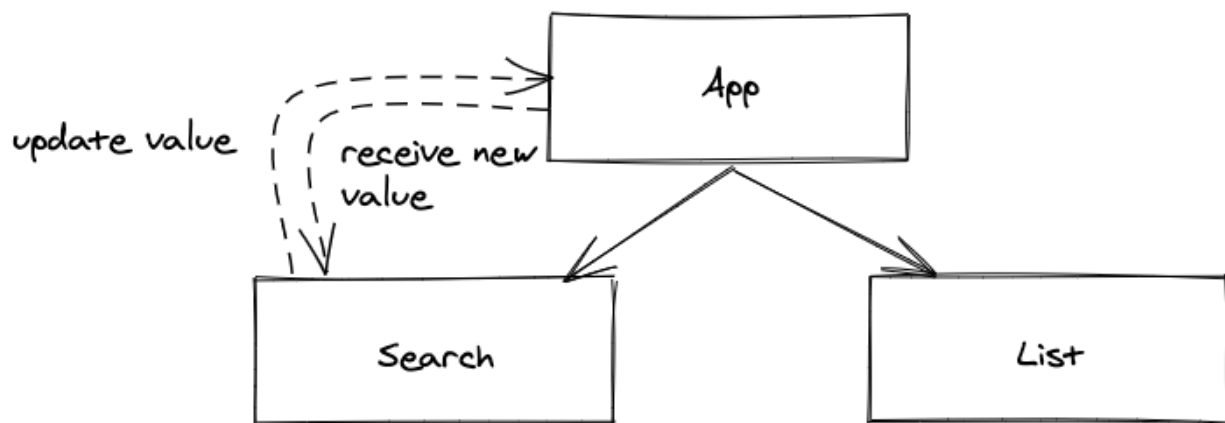 App
update value
receive new
value
Search
List